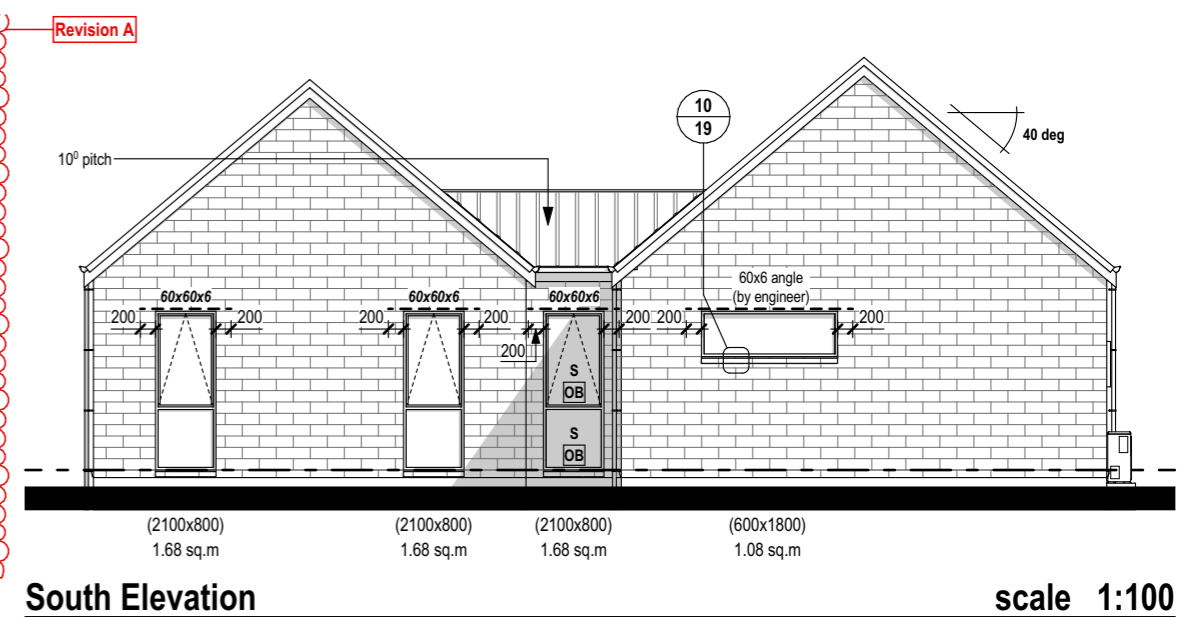 Revision A
10
19
40 deg
10⁰ pitch
60x6 angle
(by engineer)
60x60x6
60x60x6
60x60x6
200
200
200
200
200
200
200
200
S
OB
S
OB
(2100x800)
(2100x800)
(2100x800)
(600x1800)
1.68 sq.m
1.68 sq.m
1.68 sq.m
1.08 sq.m
South Elevation
scale 1:100